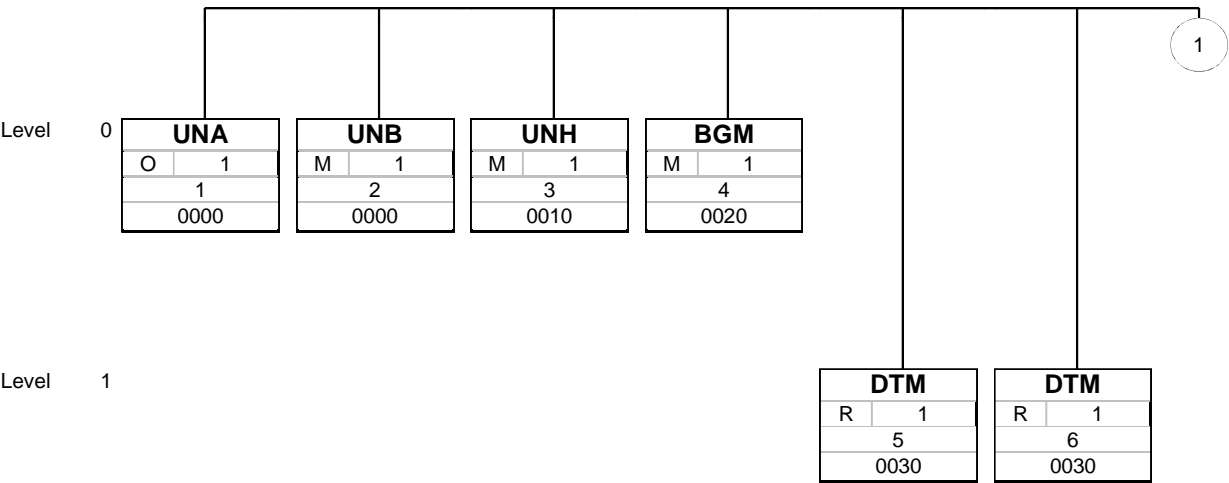 1
Level 0 UNA UNB UNH BGM
O 1 M 1 M 1 M 1
1 2 3 4
0000 0000 0010 0020
Level 1 DTM DTM
R 1 R 1
5 6
0030 0030